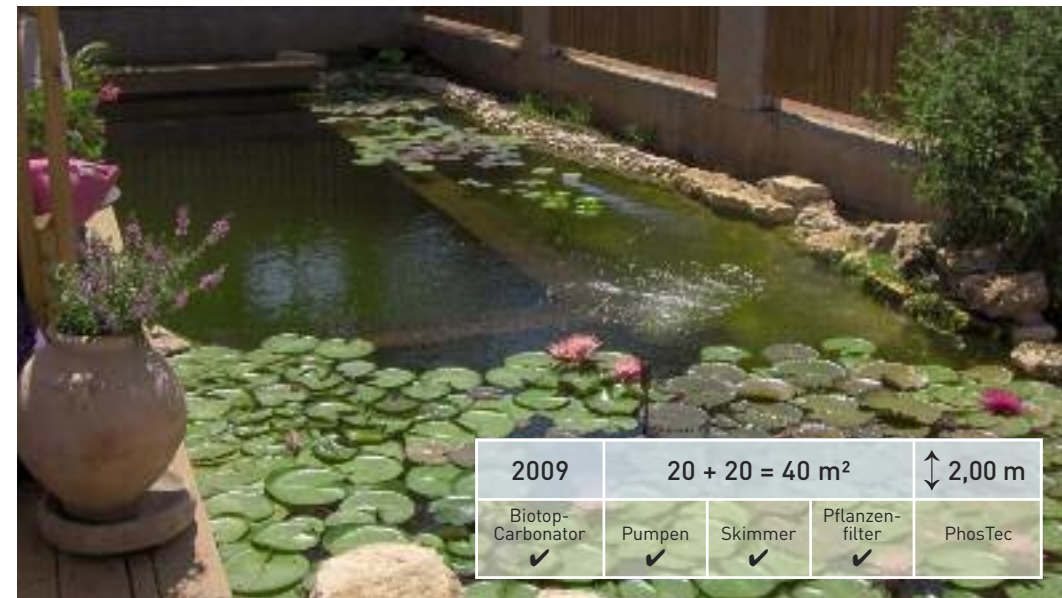 2009 20 + 20 = 40 m² ↕ 2,00 m
Biotop-
Carbonator
✔
Pumpen
✔
Skimmer
✔
Pflanzen-
filter
✔
PhosTec